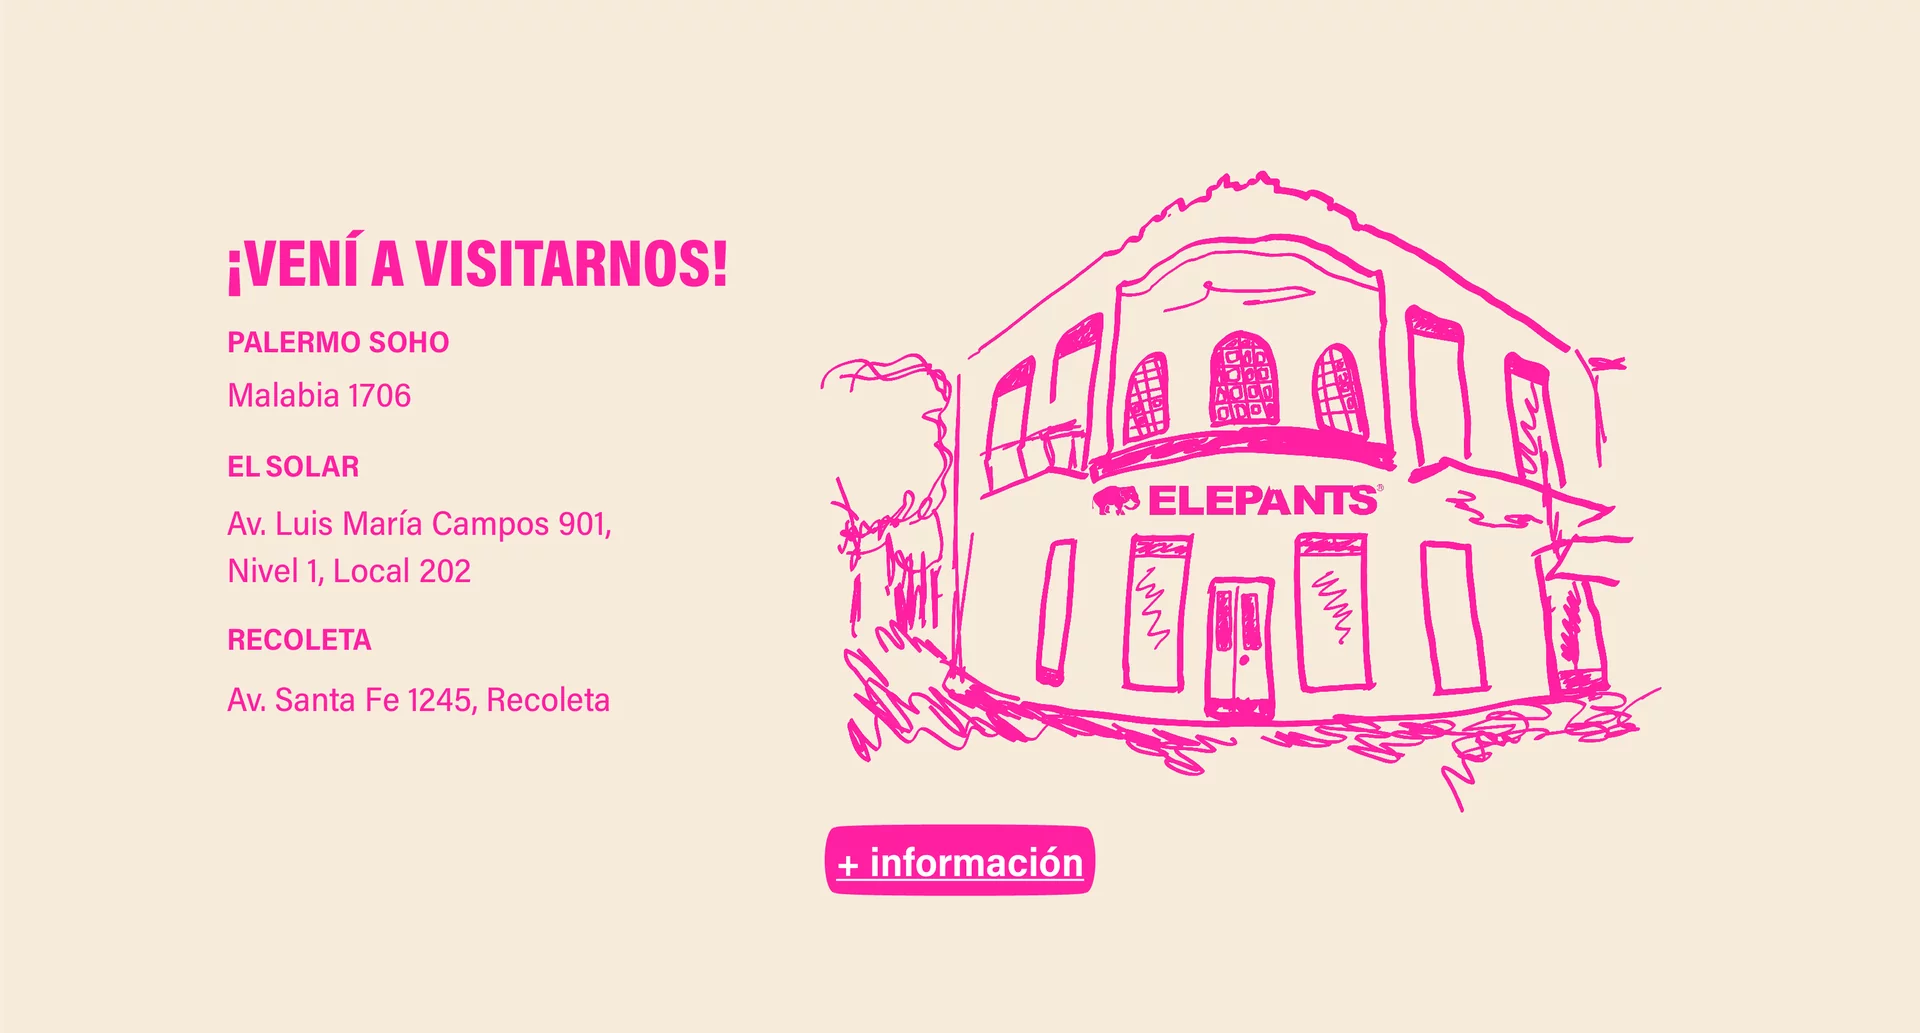 ¡VENÍ A VISITARNOS!
PALERMO SOHO
Malabia 1706
EL SOLAR
Av. Luis María Campos 901,
Nivel 1, Local 202
RECOLETA
Av. Santa Fe 1245, Recoleta
ELEPANTS®
+ información